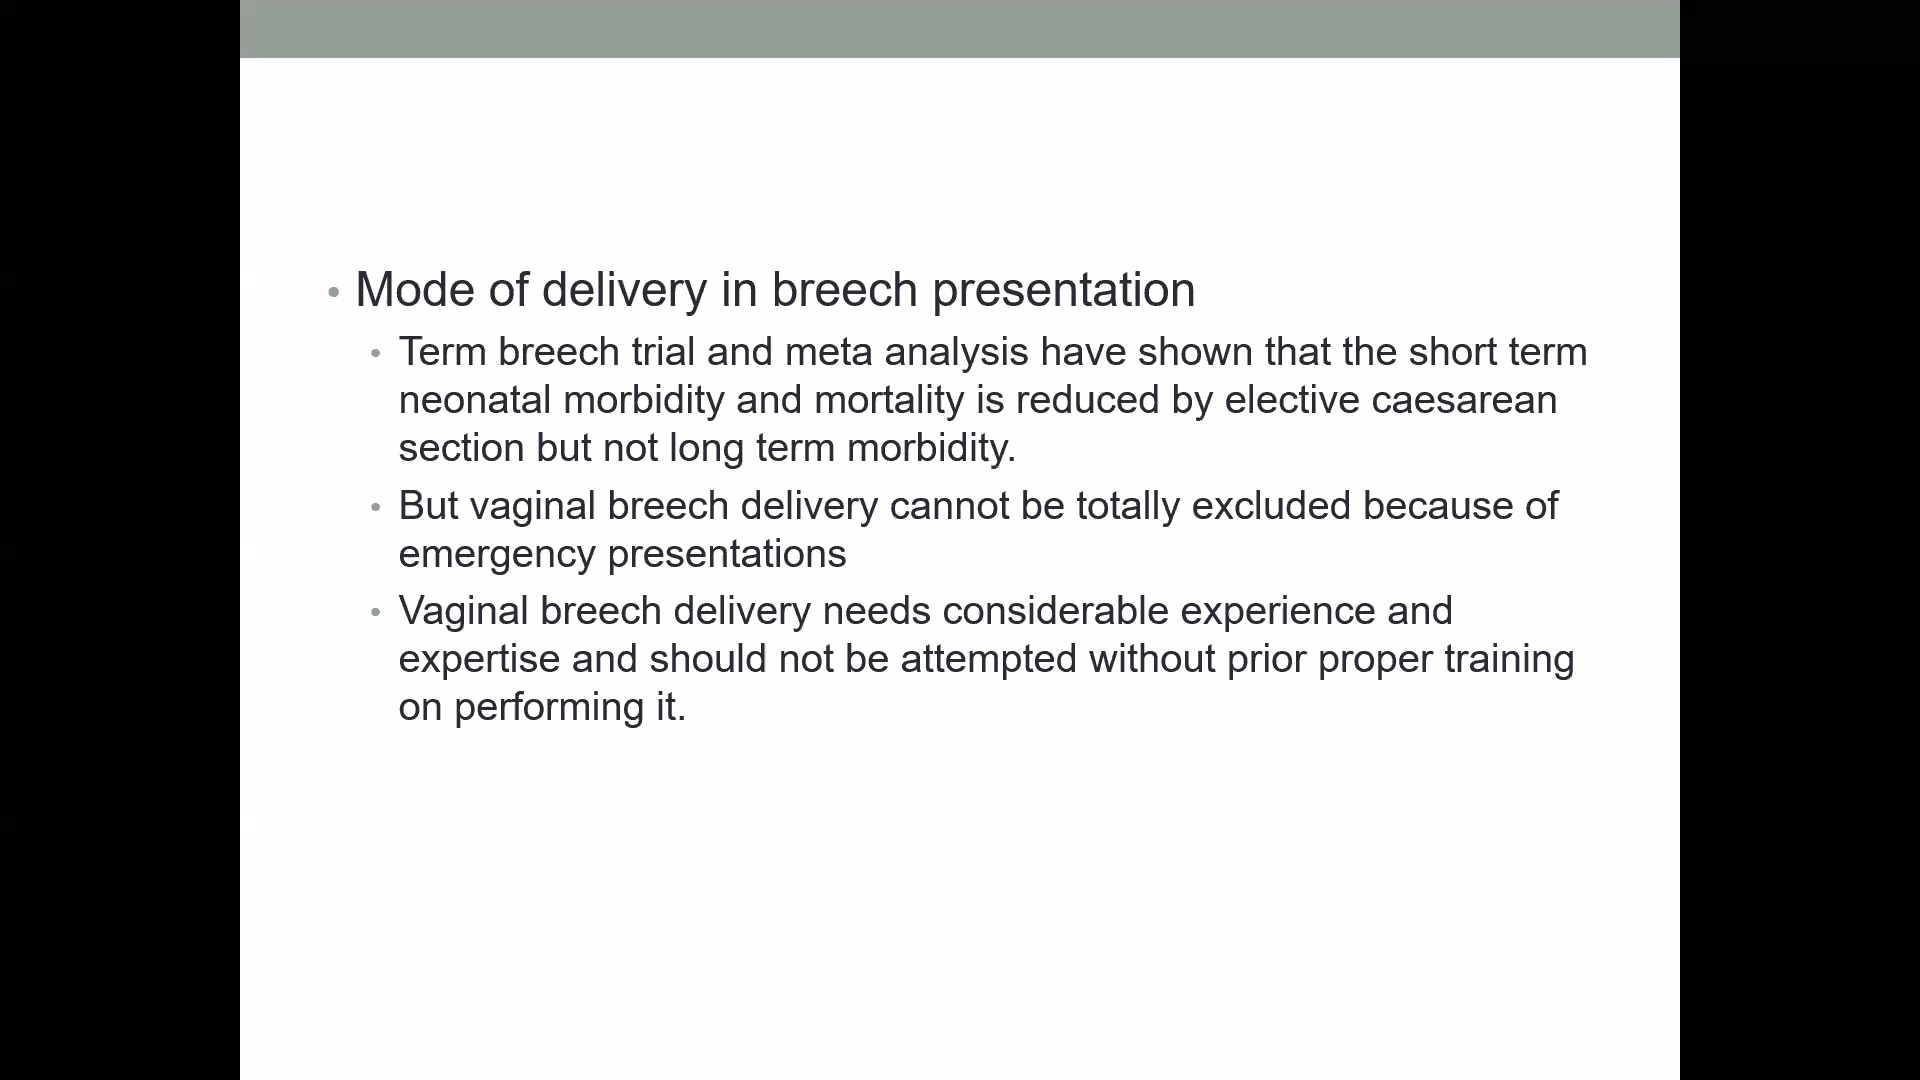 • Mode of delivery in breech presentation
• Term breech trial and meta analysis have shown that the short term
neonatal morbidity and mortality is reduced by elective caesarean
section but not long term morbidity.
• But vaginal breech delivery cannot be totally excluded because of
emergency presentations
• Vaginal breech delivery needs considerable experience and
expertise and should not be attempted without prior proper training
on performing it.